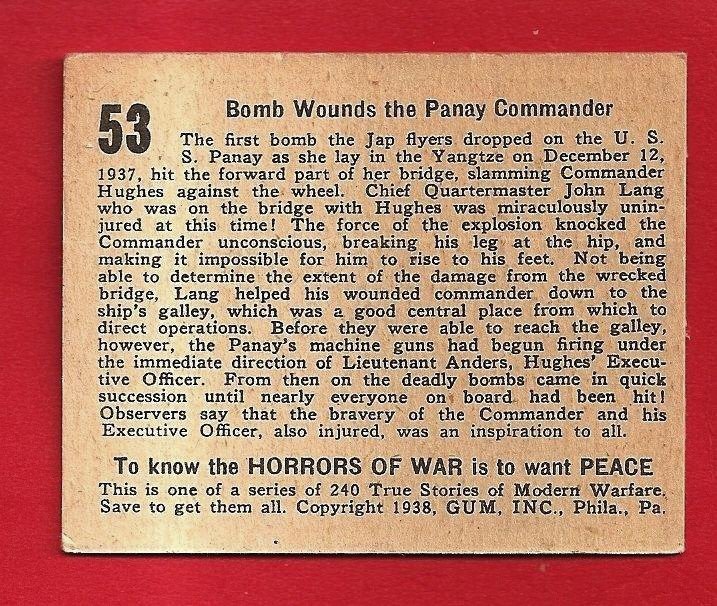 53
Bomb Wounds the Panay Commander
The first bomb the Jap flyers dropped on the U. S.
S. Panay as she lay in the Yangtze on December 12,
1937, hit the forward part of her bridge, slamming Commander
Hughes against the wheel. Chief Quartermaster John Lang
who was on the bridge with Hughes was miraculously unin-
jured at this time! The force of the explosion knocked the
Commander unconscious, breaking his leg at the hip, and
making it impossible for him to rise to his feet. Not being
able to determine the extent of the damage from the wrecked
bridge, Lang helped his wounded commander down to the
ship's galley, which was a good central place from which to
direct operations. Before they were able to reach the galley,
however, the Panay's machine guns had begun firing under
the immediate direction of Lieutenant Anders, Hughes' Execu-
tive Officer. From then on the deadly bombs came in quick
succession until nearly everyone on board had been hit!
Observers say that the bravery of the Commander and his
Executive Officer, also injured, was an inspiration to all.
To know the HORRORS OF WAR is to want PEACE
This is one of a series of 240 True Stories of Modern Warfare.
Save to get them all. Copyright 1938, GUM, INC., Phila., Pa.